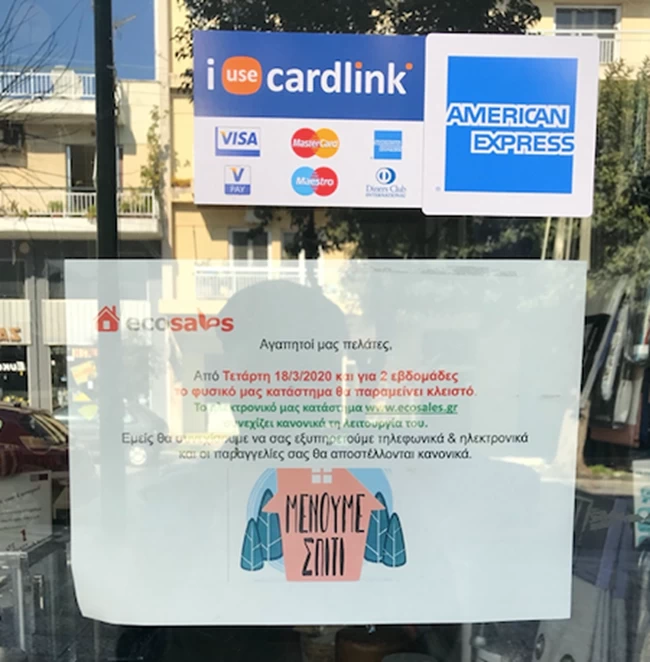 i use cardlink
VISA MasterCard
V PAY Maestro Diners Club INTERNATIONAL
AMERICAN EXPRESS
ecosales
Αγαπητοί μας πελάτες,
Από Τετάρτη 18/3/2020 και για 2 εβδομάδες
το φυσικό μας κατάστημα θα παραμείνει κλειστό.
Το ηλεκτρονικό μας κατάστημα www.ecosales.gr
συνεχίζει κανονικά τη λειτουργία του.
Εμείς θα συνεχίσουμε να σας εξυπηρετούμε τηλεφωνικά & ηλεκτρονικά
και οι παραγγελίες σας θα αποστέλλονται κανονικά.
ΜΕΝΟΥΜΕ
ΣΠΙΤΙ